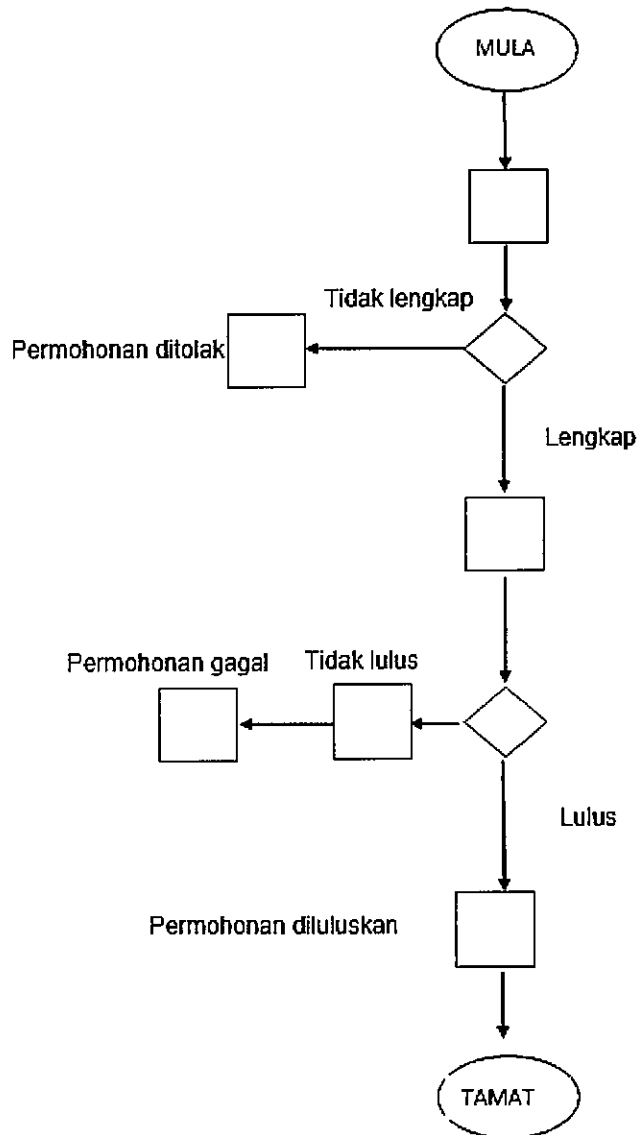 MULA
Tidak lengkap
Permohonan ditolak
Lengkap
Permohonan gagal
Tidak lulus
Lulus
Permohonan diluluskan
TAMAT